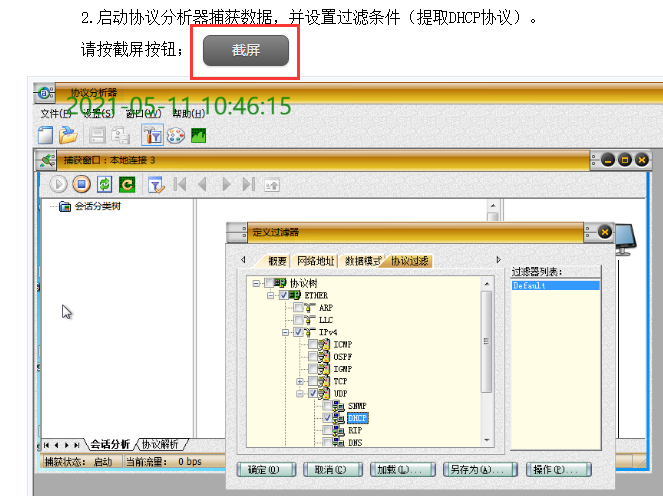 2.启动协议分析器捕获数据，并设置过滤条件（提取DHCP协议）。
请按截屏按钮；
截屏
协议分析器
2021-05-11 10:46:15
文件(F) 设置(S) 窗口(W) 帮助(H)
捕获窗口：本地连接 3
会话分类树
定义过滤器
概要 网络地址 数据模式 协议过滤
过滤器列表：
Default
协议树
ETHER
ARP
LLC
IPv4
ICMP
OSPF
IGMP
TCP
UDP
SNMP
DHCP
RIP
DNS
会话分析 协议解析
确定(O) 取消(C) 加载(L)... 另存为(A)... 操作(P)...
捕获状态： 启动 当前流量： 0 bps